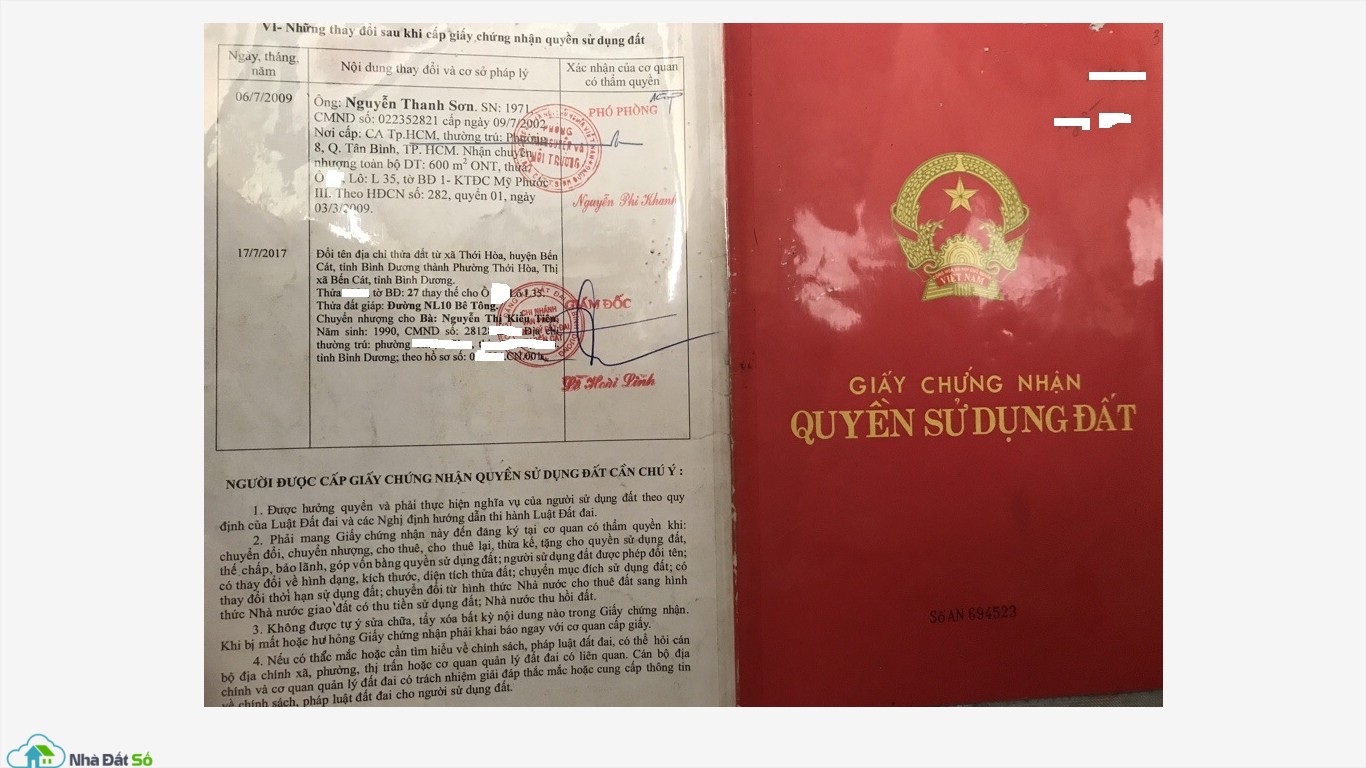 VI- Những thay đổi sau khi cấp giấy chứng nhận quyền sử dụng đất
Ngày, tháng, năm
Nội dung thay đổi và cơ sở pháp lý
Xác nhận của cơ quan có thẩm quyền
06/7/2009
Ông: Nguyễn Thanh Sơn. SN: 1971,
CMND số: 022352821 cấp ngày 09/7/2002
Nơi cấp: CA Tp.HCM, thường trú: Phường
8, Q. Tân Bình, TP. HCM. Nhận chuyển
nhượng toàn bộ DT: 600 m² ONT, thửa
Ô , Lô: L 35, tờ BĐ 1- KTĐC Mỹ Phước
III. Theo HĐCN số: 282, quyển 01, ngày
03/3/2009.
PHÓ PHÒNG
PHÒNG
MÔI TRƯỜNG
Nguyễn Phi Khanh
17/7/2017
Đổi tên địa chỉ thửa đất từ xã Thới Hòa, huyện Bến
Cát, tỉnh Bình Dương thành Phường Thới Hòa, Thị
xã Bến Cát, tỉnh Bình Dương.
Thửa tờ BĐ: 27 thay thế cho Ô Lô L35.
Thửa đất giáp: Đường NL10 Bê Tông.
Chuyển nhượng cho Bà: Nguyễn Thị Kiều Tiên,
Năm sinh: 1990, CMND số: 2812 Địa chỉ
thường trú: phường
tỉnh Bình Dương; theo hồ sơ số: 0 .CN.001.
GIÁM ĐỐC
CHI NHÁNH
Lê Hoài Linh
NGƯỜI ĐƯỢC CẤP GIẤY CHỨNG NHẬN QUYỀN SỬ DỤNG ĐẤT CẦN CHÚ Ý :
1. Được hưởng quyền và phải thực hiện nghĩa vụ của người sử dụng đất theo quy
định của Luật Đất đai và các Nghị định hướng dẫn thi hành Luật Đất đai.
2. Phải mang Giấy chứng nhận này đến đăng ký tại cơ quan có thẩm quyền khi:
chuyển đổi, chuyển nhượng, cho thuê, cho thuê lại, thừa kế, tặng cho quyền sử dụng đất,
thế chấp, bảo lãnh, góp vốn bằng quyền sử dụng đất; người sử dụng đất được phép đổi tên;
có thay đổi về hình dạng, kích thước, diện tích thửa đất; chuyển mục đích sử dụng đất; có
thay đổi thời hạn sử dụng đất; chuyển đổi từ hình thức Nhà nước cho thuê đất sang hình
thức Nhà nước giao đất có thu tiền sử dụng đất; Nhà nước thu hồi đất.
3. Không được tự ý sửa chữa, tẩy xóa bất kỳ nội dung nào trong Giấy chứng nhận.
Khi bị mất hoặc hư hỏng Giấy chứng nhận phải khai báo ngay với cơ quan cấp giấy.
4. Nếu có thắc mắc hoặc cần tìm hiểu về chính sách, pháp luật đất đai, có thể hỏi cán
bộ địa chính xã, phường, thị trấn hoặc cơ quan quản lý đất đai có liên quan. Cán bộ địa
chính và cơ quan quản lý đất đai có trách nhiệm giải đáp thắc mắc hoặc cung cấp thông tin
về chính sách, pháp luật đất đai cho người sử dụng đất.
3
VIỆT NAM
GIẤY CHỨNG NHẬN
QUYỀN SỬ DỤNG ĐẤT
Số AN 694523
Nhà Đất Số